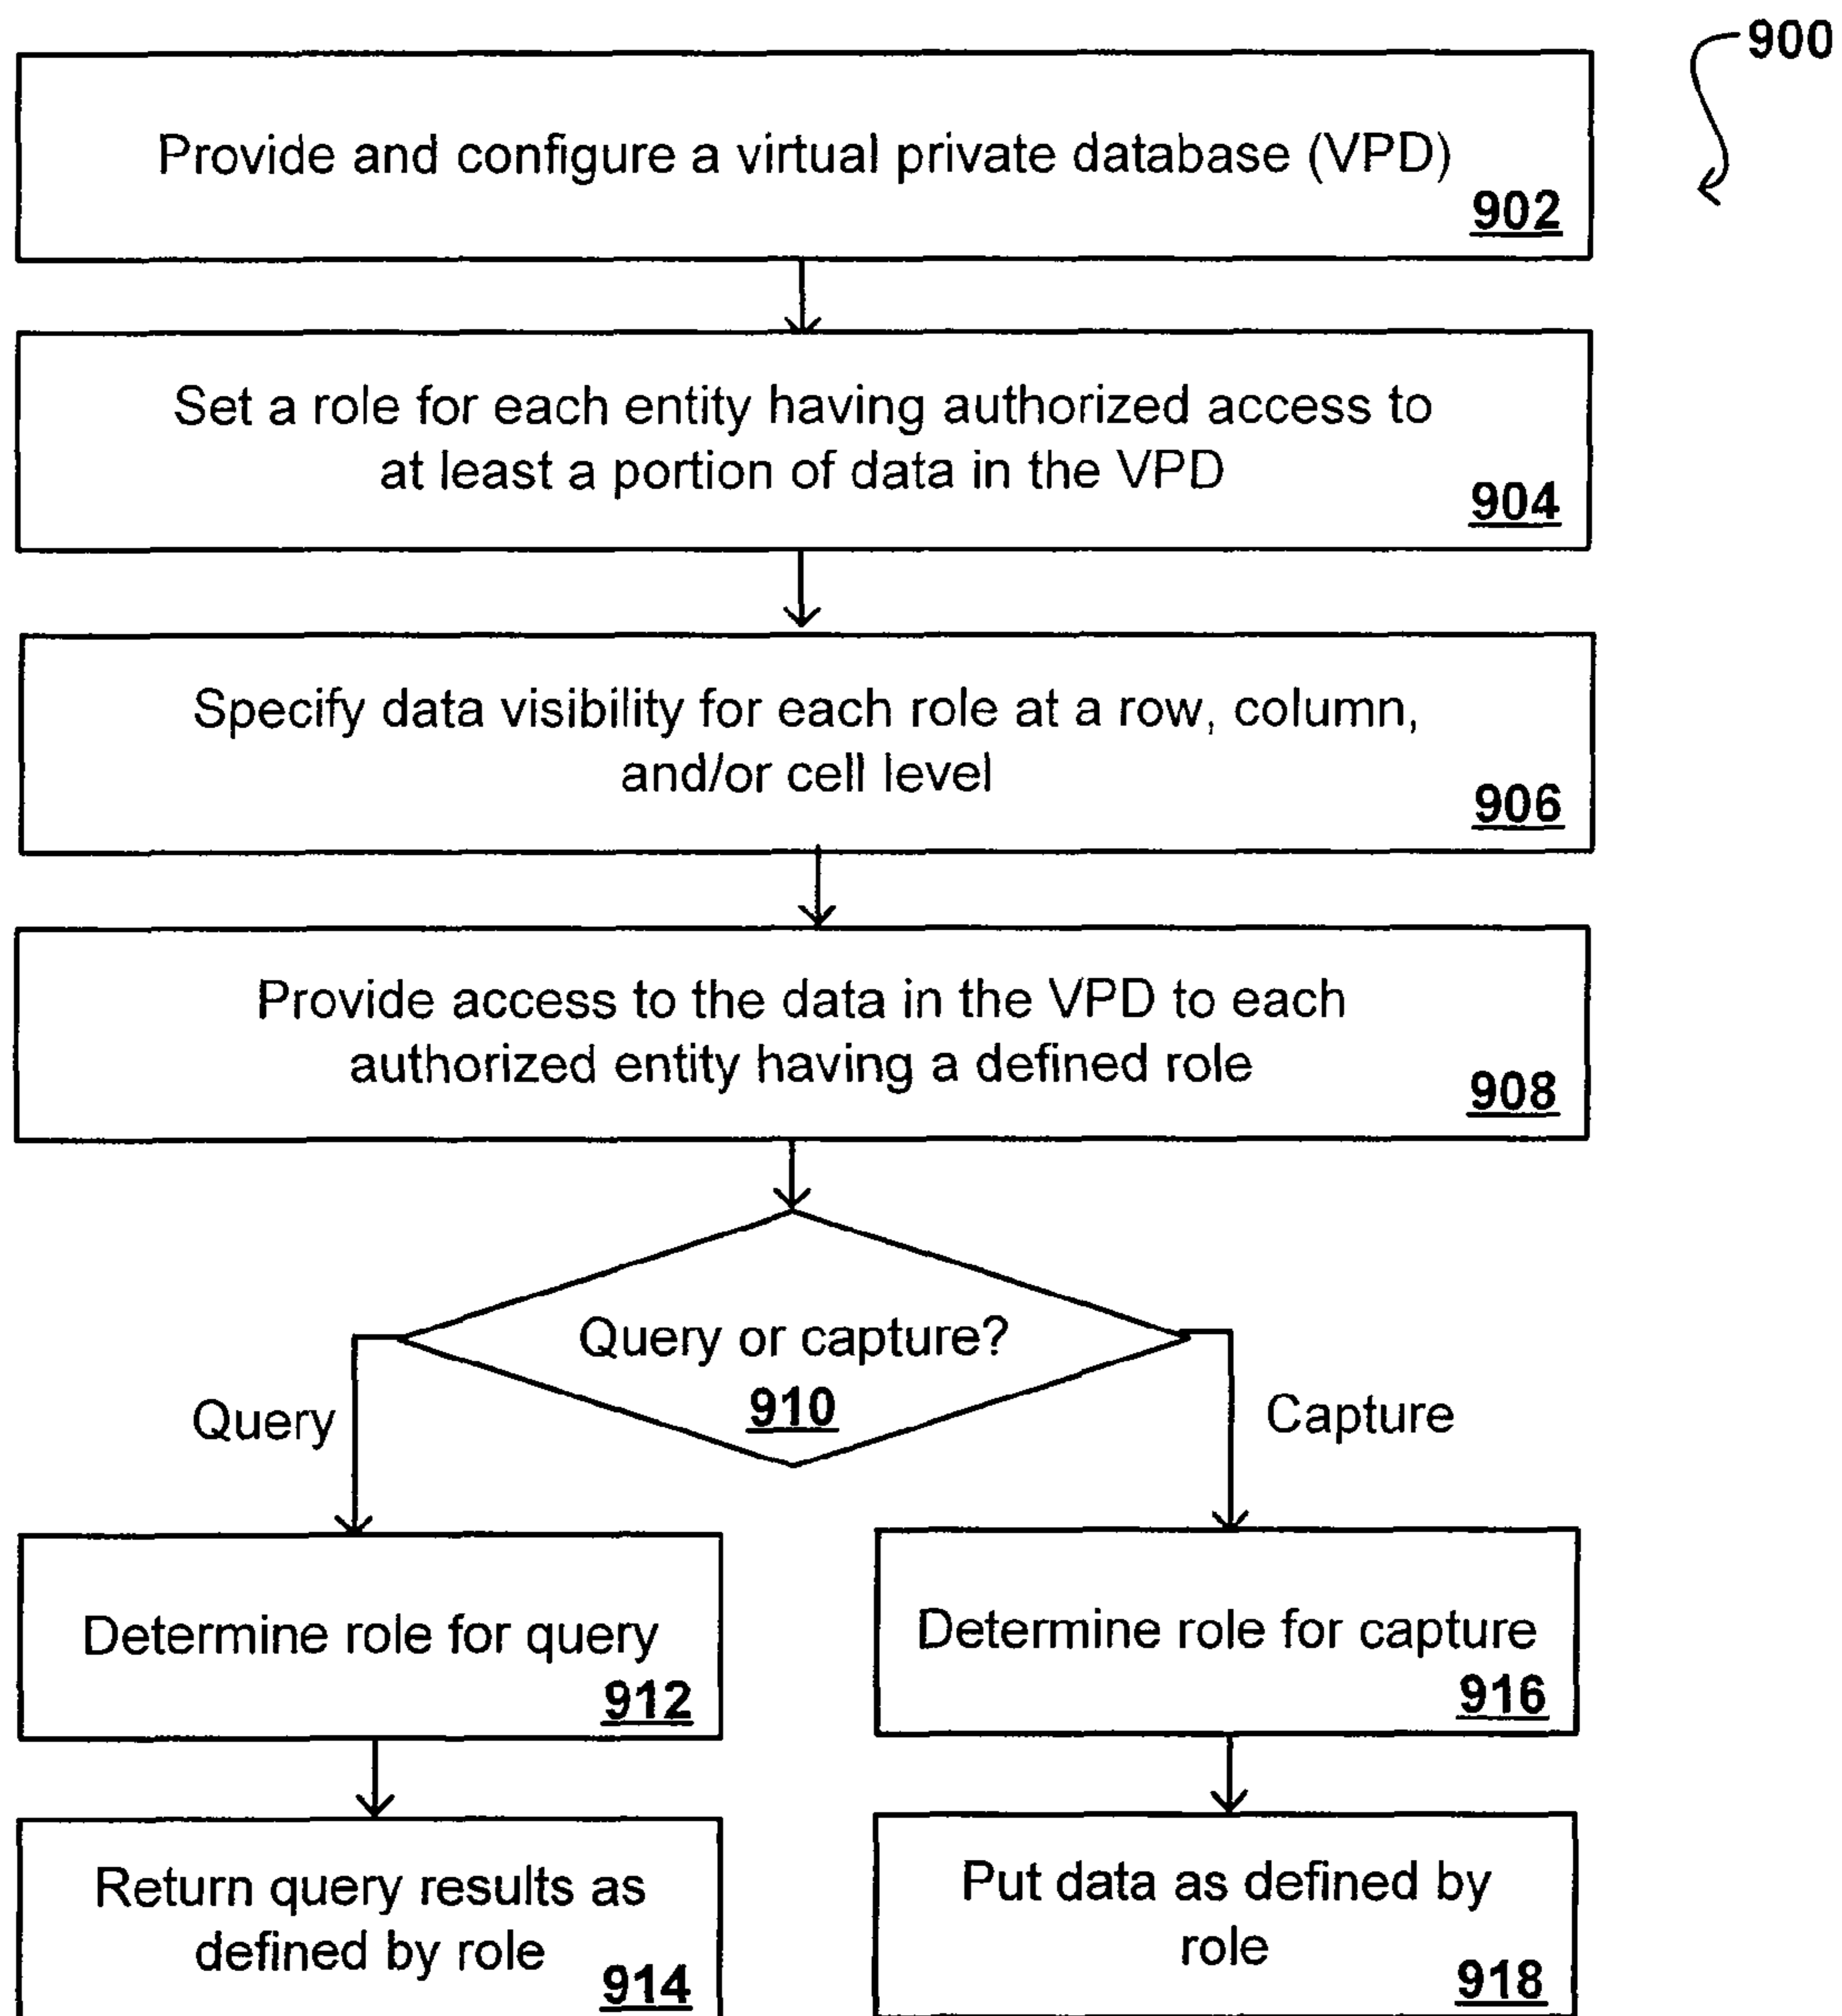 900
Provide and configure a virtual private database (VPD)
902
Set a role for each entity having authorized access to
at least a portion of data in the VPD
904
Specify data visibility for each role at a row, column,
and/or cell level
906
Provide access to the data in the VPD to each
authorized entity having a defined role
908
Query or capture?
910
Query
Capture
Determine role for query
912
Determine role for capture
916
Return query results as
defined by role
914
Put data as defined by
role
918